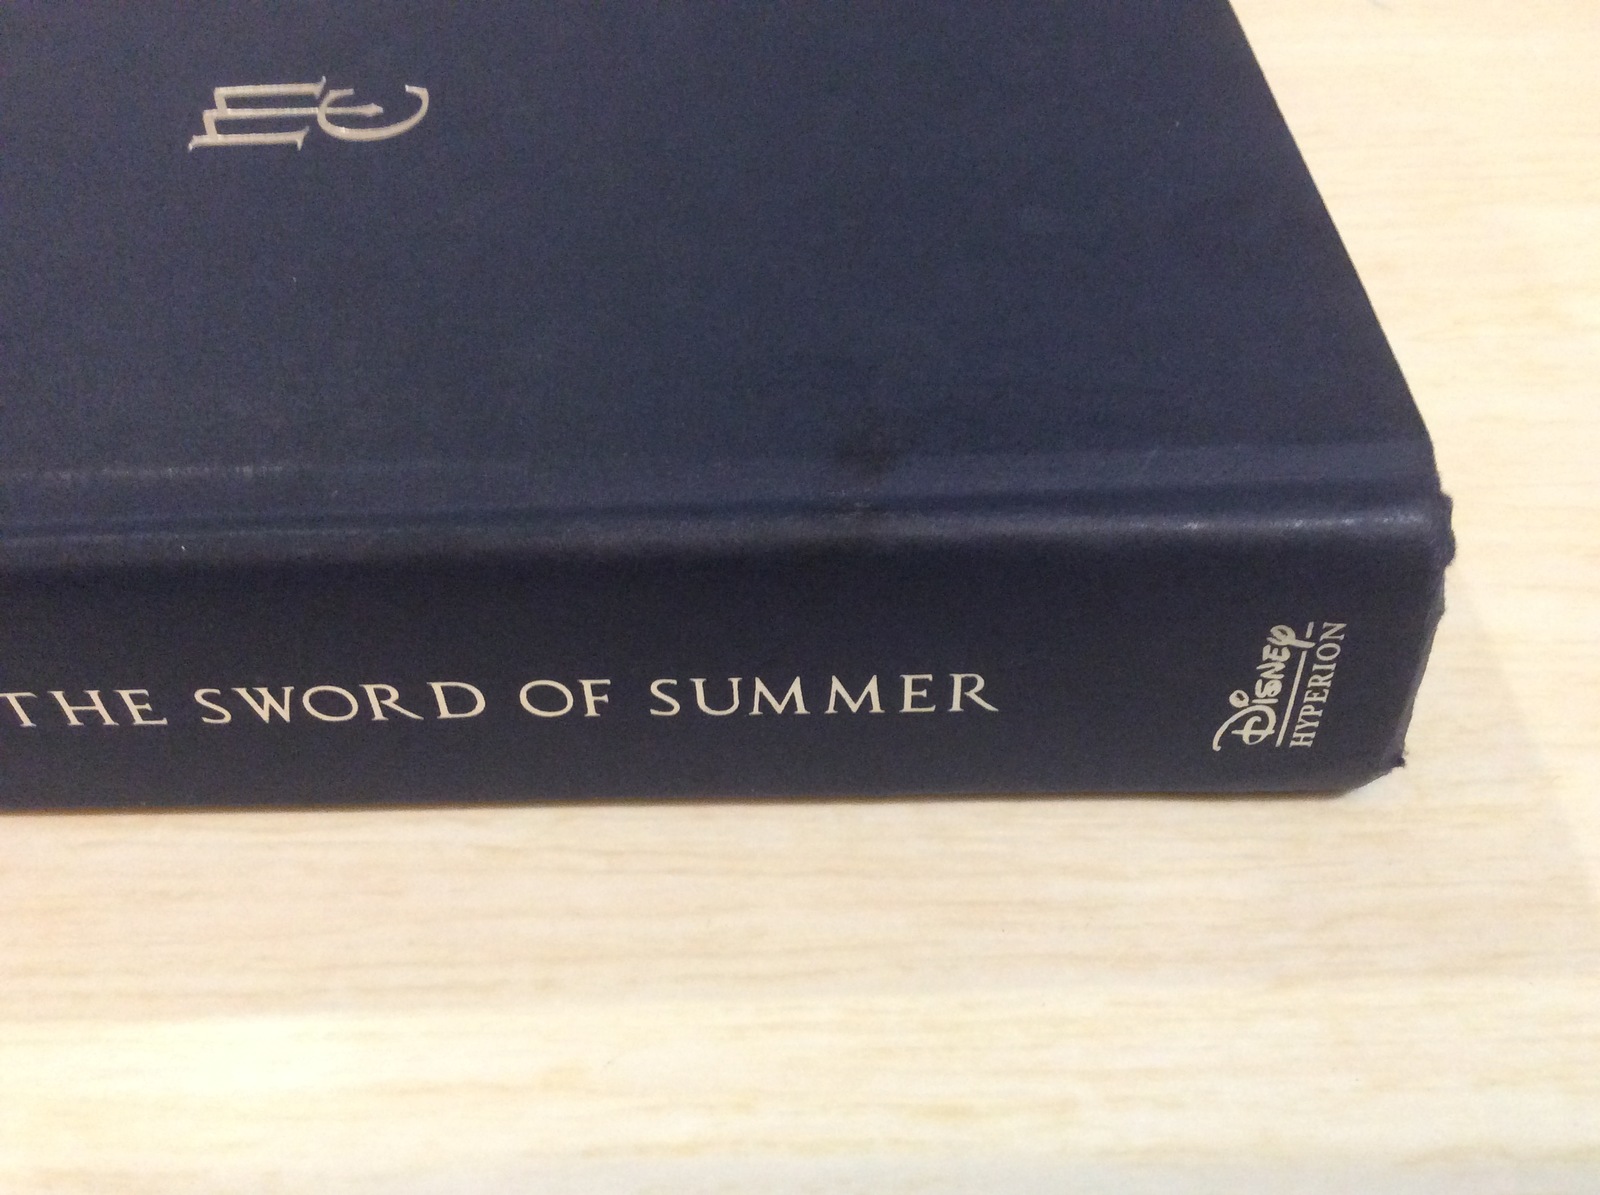 THE SWORD OF SUMMER
DISNEY
HYPERION